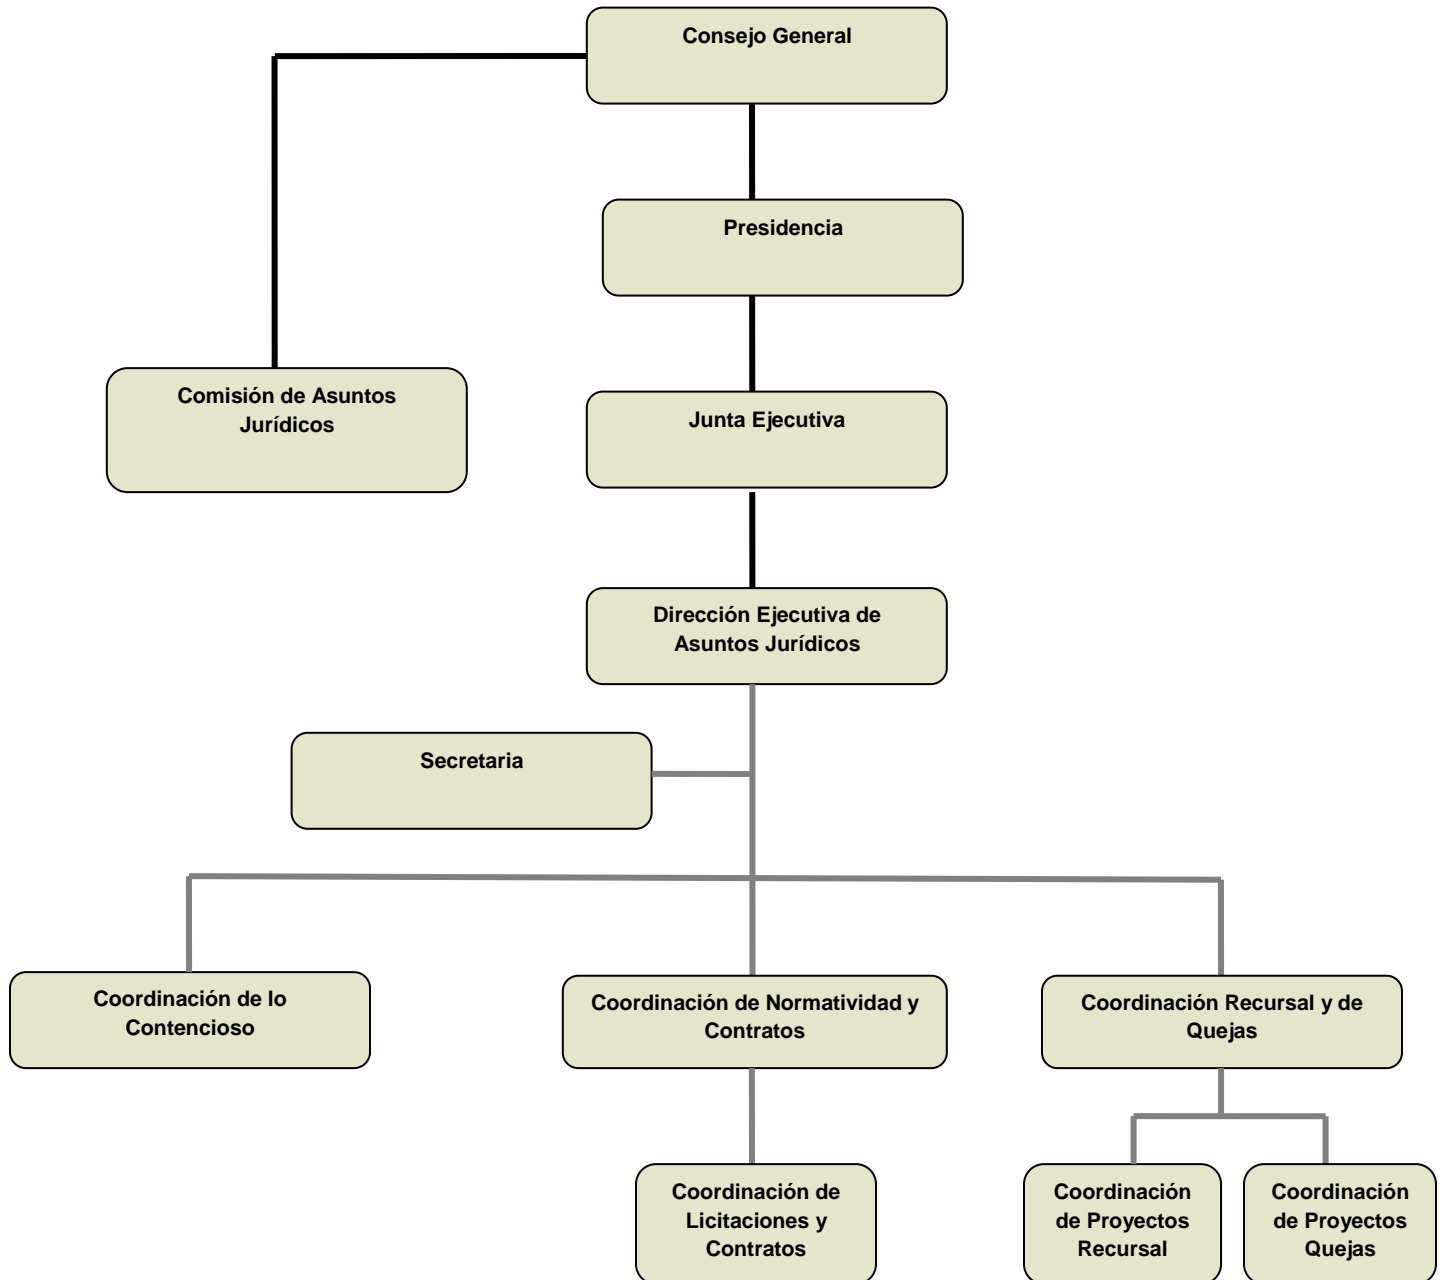 Consejo General
Presidencia
Comisión de Asuntos
Jurídicos
Junta Ejecutiva
Dirección Ejecutiva de
Asuntos Jurídicos
Secretaria
Coordinación de lo
Contencioso
Coordinación de Normatividad y
Contratos
Coordinación Recursal y de
Quejas
Coordinación de
Licitaciones y
Contratos
Coordinación
de Proyectos
Recursal
Coordinación
de Proyectos
Quejas